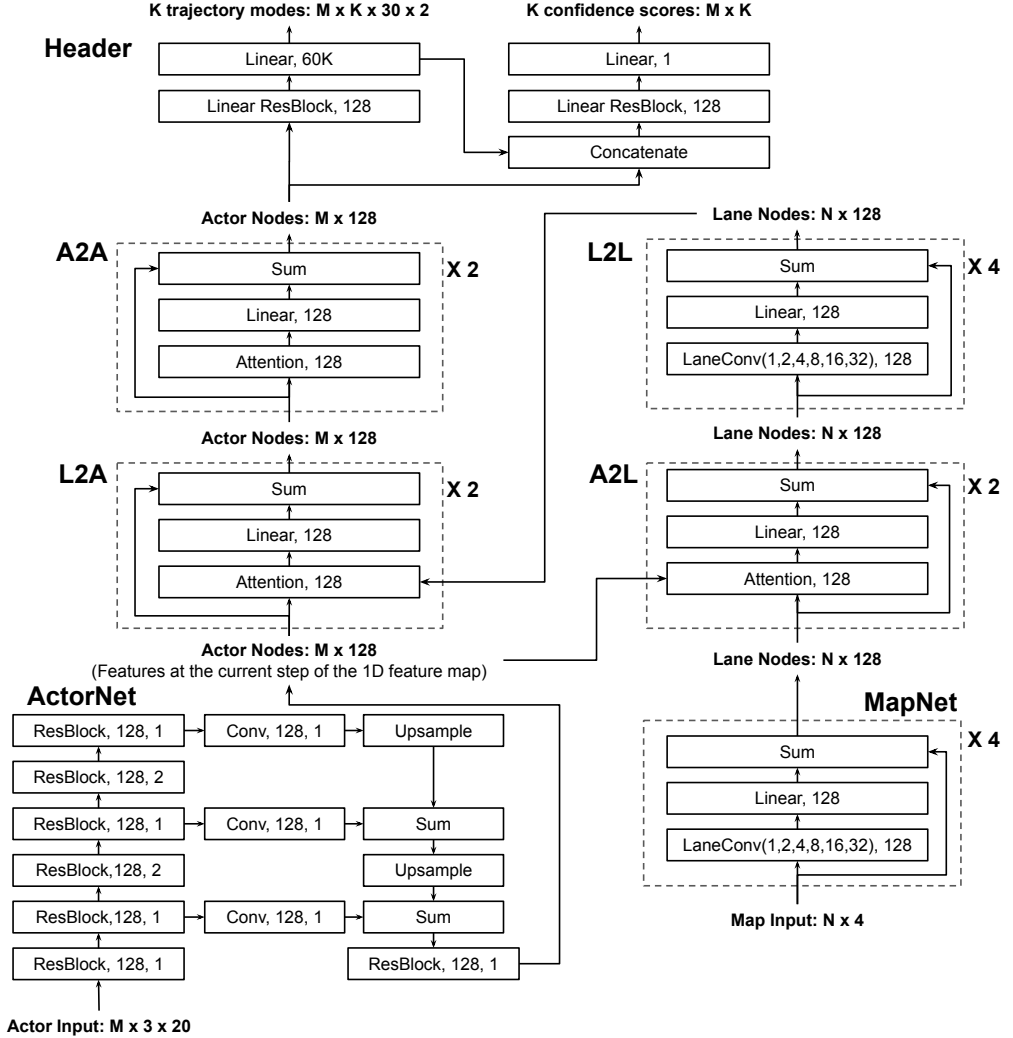 K trajectory modes: M x K x 30 x 2
K confidence scores: M x K
Header
Linear, 60K
Linear, 1
Linear ResBlock, 128
Linear ResBlock, 128
Concatenate
Actor Nodes: M x 128
Lane Nodes: N x 128
A2A
Sum
X 2
Linear, 128
Attention, 128
L2L
Sum
X 4
Linear, 128
LaneConv(1,2,4,8,16,32), 128
Actor Nodes: M x 128
Lane Nodes: N x 128
L2A
Sum
X 2
Linear, 128
Attention, 128
A2L
Sum
X 2
Linear, 128
Attention, 128
Actor Nodes: M x 128
(Features at the current step of the 1D feature map)
Lane Nodes: N x 128
ActorNet
ResBlock, 128, 1
Conv, 128, 1
Upsample
ResBlock, 128, 2
ResBlock, 128, 1
Conv, 128, 1
Sum
ResBlock,128, 2
Upsample
ResBlock,128, 1
Conv, 128, 1
Sum
ResBlock, 128, 1
ResBlock, 128, 1
Actor Input: M x 3 x 20
MapNet
X 4
Sum
Linear, 128
LaneConv(1,2,4,8,16,32), 128
Map Input: N x 4